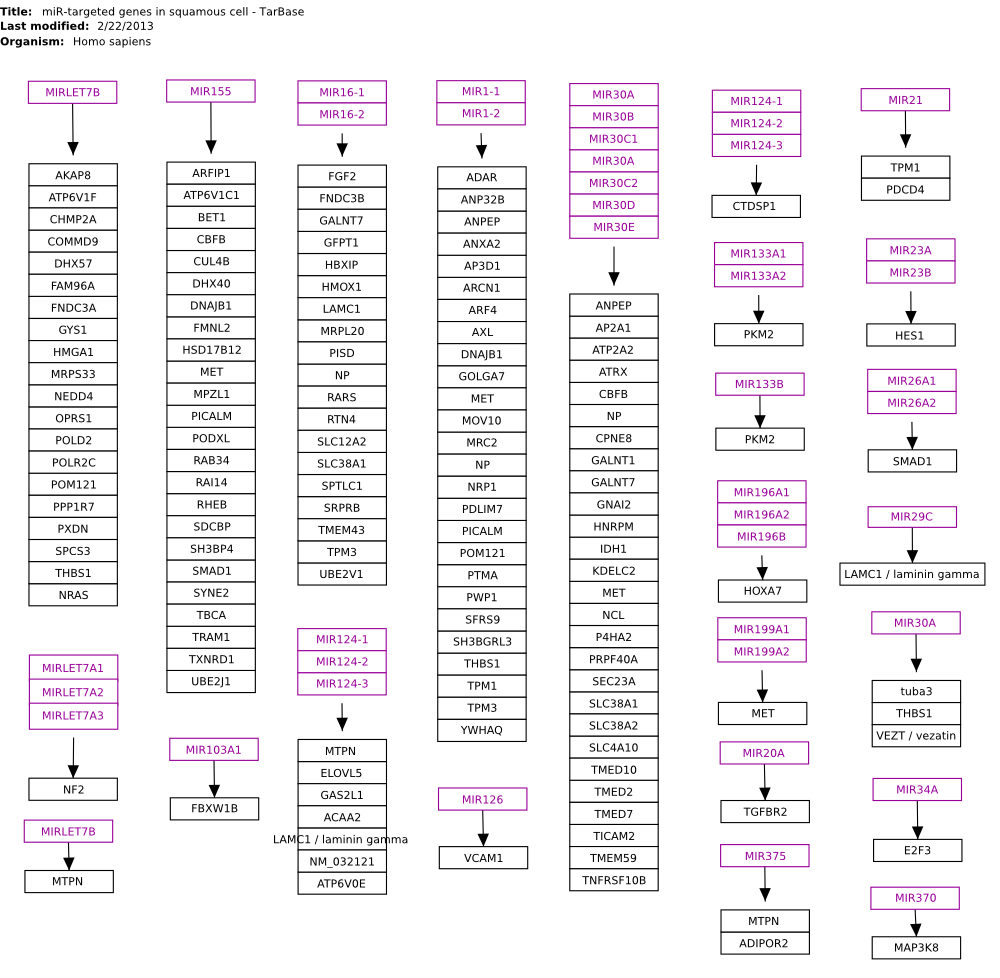 Title: miR-targeted genes in squamous cell - TarBase
Last modified: 2/22/2013
Organism: Homo sapiens
MIRLET7B
AKAP8
ATP6V1F
CHMP2A
COMMD9
DHX57
FAM96A
FNDC3A
GYS1
HMGA1
MRPS33
NEDD4
OPRS1
POLD2
POLR2C
POM121
PPP1R7
PXDN
SPCS3
THBS1
NRAS
MIRLET7A1
MIRLET7A2
MIRLET7A3
NF2
MIRLET7B
MTPN
MIR155
ARFIP1
ATP6V1C1
BET1
CBFB
CUL4B
DHX40
DNAJB1
FMNL2
HSD17B12
MET
MPZL1
PICALM
PODXL
RAB34
RAI14
RHEB
SDCBP
SH3BP4
SMAD1
SYNE2
TBCA
TRAM1
TXNRD1
UBE2J1
MIR103A1
FBXW1B
MIR16-1
MIR16-2
FGF2
FNDC3B
GALNT7
GFPT1
HBXIP
HMOX1
LAMC1
MRPL20
PISD
NP
RARS
RTN4
SLC12A2
SLC38A1
SPTLC1
SRPRB
TMEM43
TPM3
UBE2V1
MIR124-1
MIR124-2
MIR124-3
MTPN
ELOVL5
GAS2L1
ACAA2
LAMC1 / laminin gamma
NM_032121
ATP6V0E
MIR1-1
MIR1-2
ADAR
ANP32B
ANPEP
ANXA2
AP3D1
ARCN1
ARF4
AXL
DNAJB1
GOLGA7
MET
MOV10
MRC2
NP
NRP1
PDLIM7
PICALM
POM121
PTMA
PWP1
SFRS9
SH3BGRL3
THBS1
TPM1
TPM3
YWHAQ
MIR126
VCAM1
MIR30A
MIR30B
MIR30C1
MIR30A
MIR30C2
MIR30D
MIR30E
ANPEP
AP2A1
ATP2A2
ATRX
CBFB
NP
CPNE8
GALNT1
GALNT7
GNAI2
HNRPM
IDH1
KDELC2
MET
NCL
P4HA2
PRPF40A
SEC23A
SLC38A1
SLC38A2
SLC4A10
TMED10
TMED2
TMED7
TICAM2
TMEM59
TNFRSF10B
MIR124-1
MIR124-2
MIR124-3
CTDSP1
MIR133A1
MIR133A2
PKM2
MIR133B
PKM2
MIR196A1
MIR196A2
MIR196B
HOXA7
MIR199A1
MIR199A2
MET
MIR20A
TGFBR2
MIR375
MTPN
ADIPOR2
MIR21
TPM1
PDCD4
MIR23A
MIR23B
HES1
MIR26A1
MIR26A2
SMAD1
MIR29C
LAMC1 / laminin gamma
MIR30A
tuba3
THBS1
VEZT / vezatin
MIR34A
E2F3
MIR370
MAP3K8